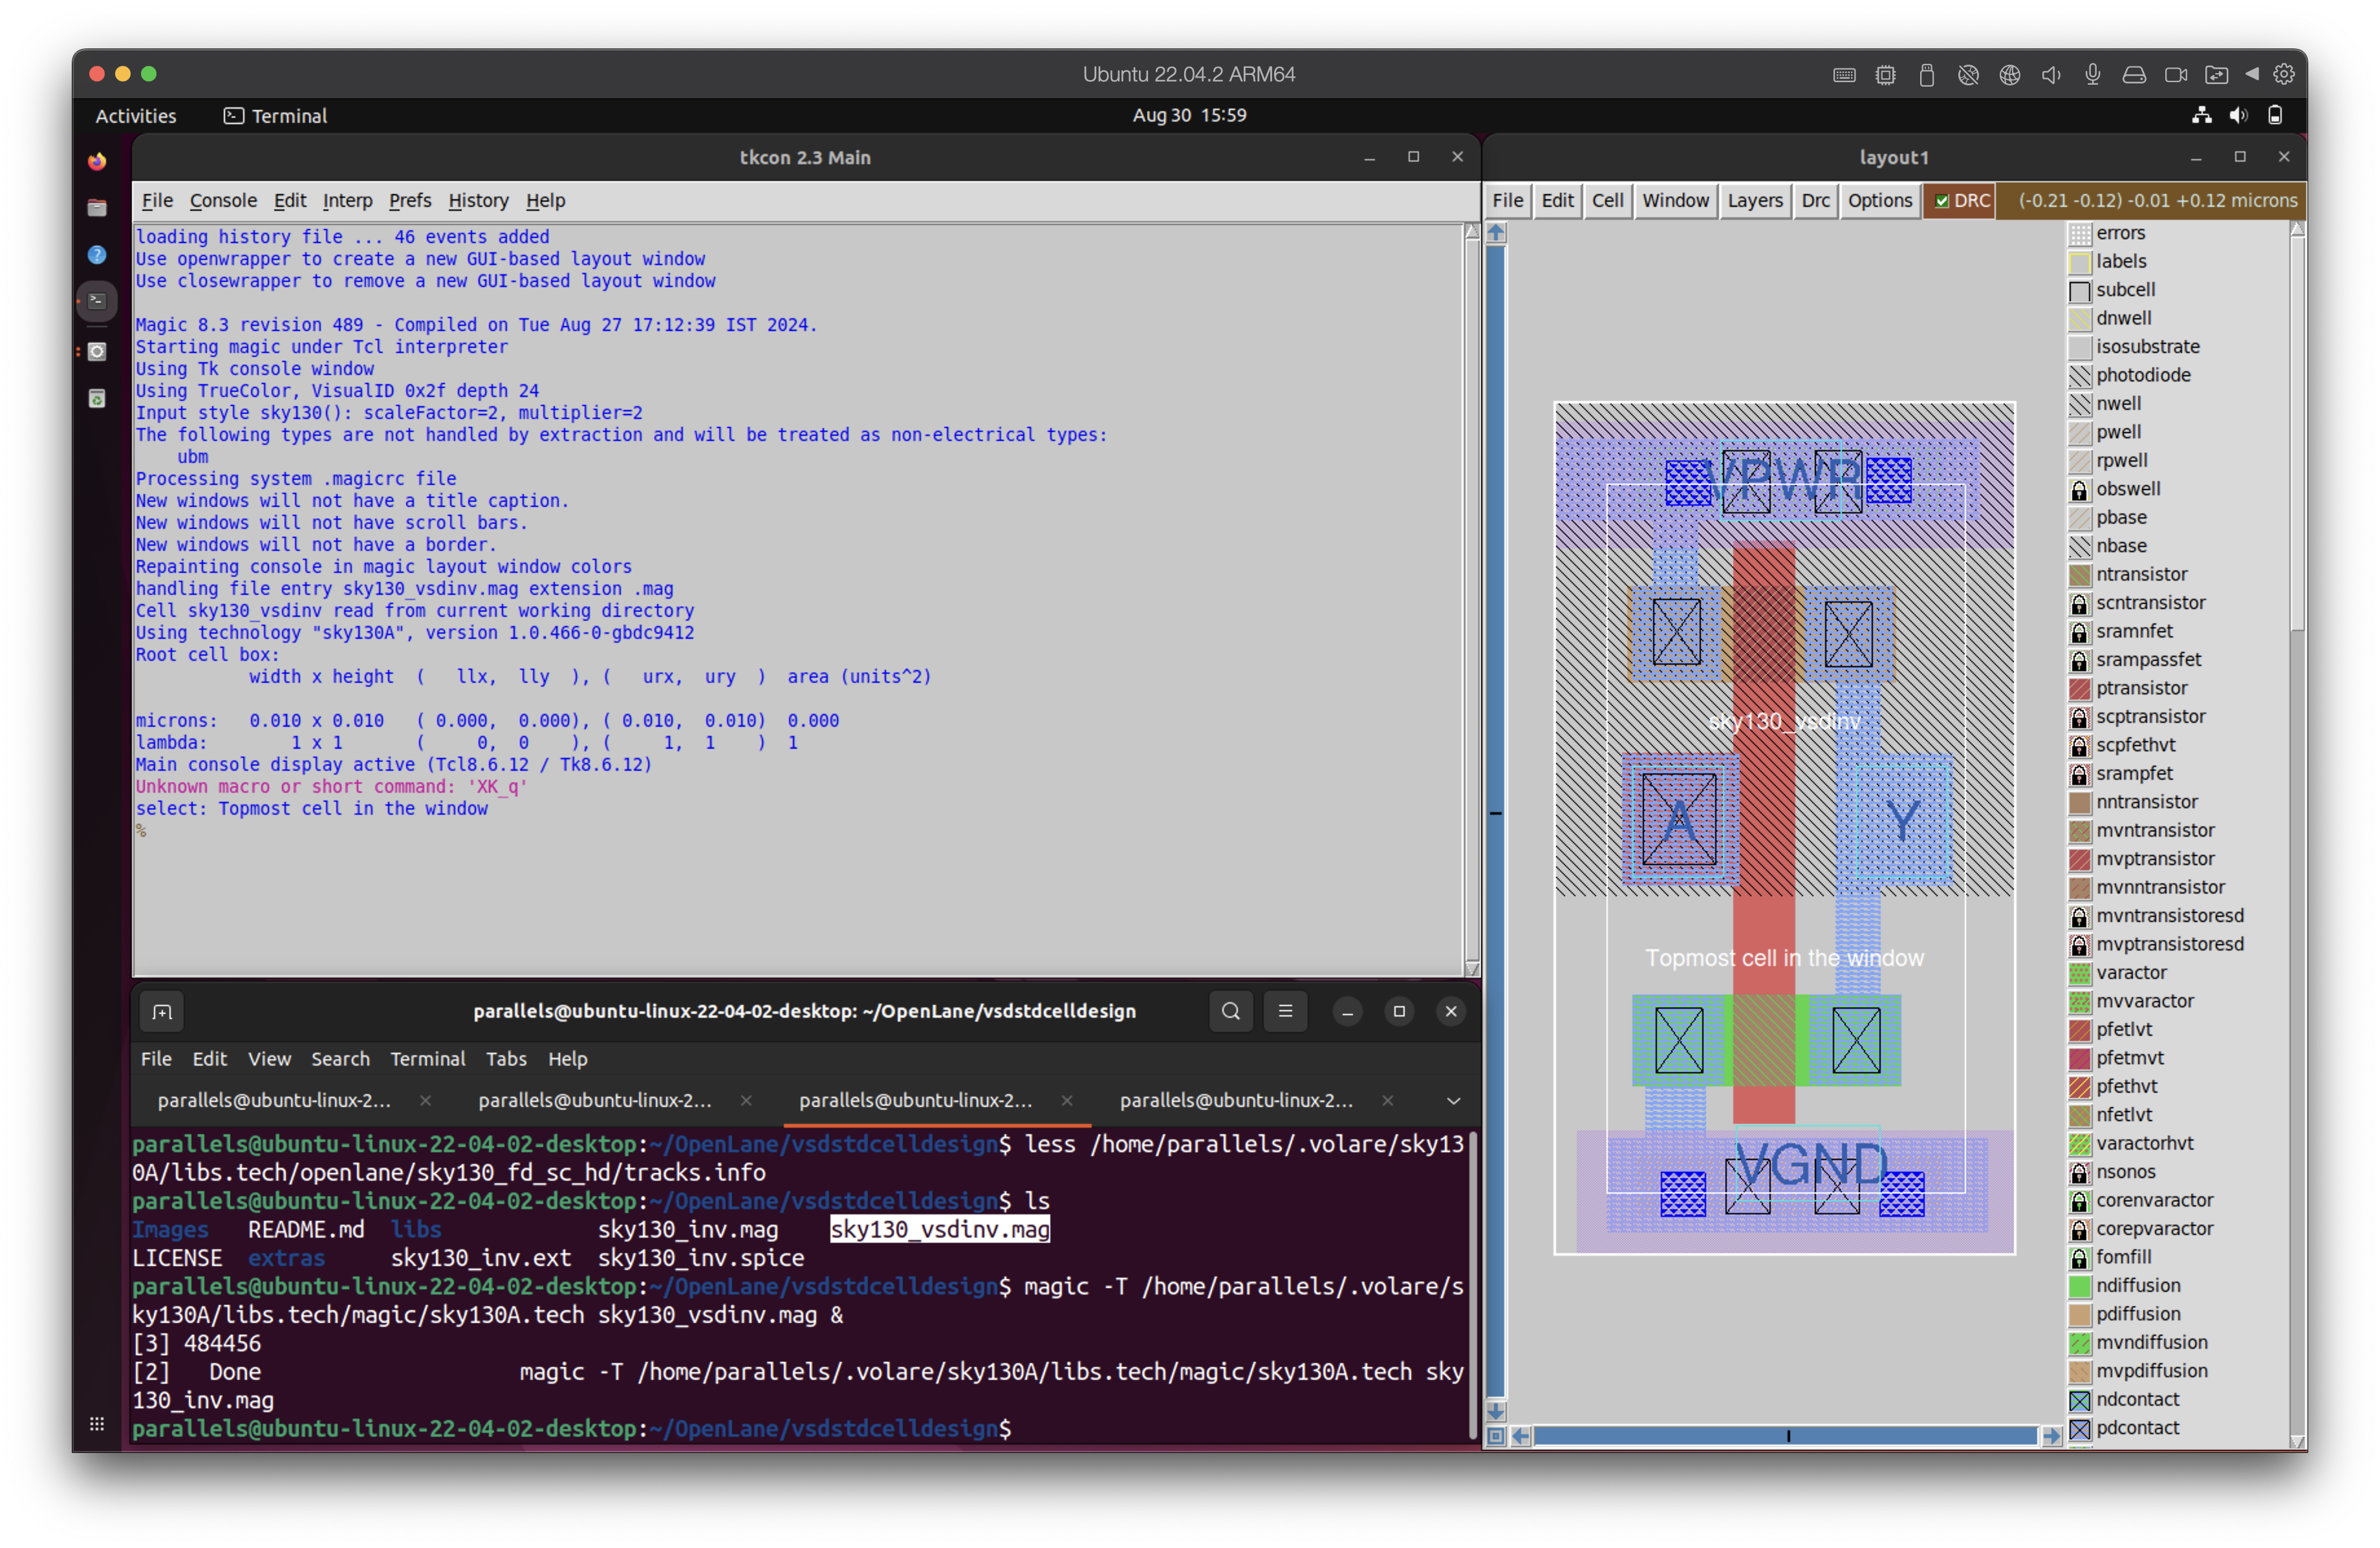 Ubuntu 22.04.2 ARM64
Activities Terminal Aug 30 15:59
tkcon 2.3 Main
File Console Edit Interp Prefs History Help
loading history file ... 46 events added
Use openwrapper to create a new GUI-based layout window
Use closewrapper to remove a new GUI-based layout window
Magic 8.3 revision 489 - Compiled on Tue Aug 27 17:12:39 IST 2024.
Starting magic under Tcl interpreter
Using Tk console window
Using TrueColor, VisualID 0x2f depth 24
Input style sky130(): scaleFactor=2, multiplier=2
The following types are not handled by extraction and will be treated as non-electrical types:
ubm
Processing system .magicrc file
New windows will not have a title caption.
New windows will not have scroll bars.
New windows will not have a border.
Repainting console in magic layout window colors
handling file entry sky130_vsdinv.mag extension .mag
Cell sky130_vsdinv read from current working directory
Using technology "sky130A", version 1.0.466-0-gbdc9412
Root cell box:
width x height ( llx, lly ), ( urx, ury ) area (units^2)
microns: 0.010 x 0.010 ( 0.000, 0.000), ( 0.010, 0.010) 0.000
lambda: 1 x 1 ( 0, 0 ), ( 1, 1 ) 1
Main console display active (Tcl8.6.12 / Tk8.6.12)
Unknown macro or short command: 'XK_q'
select: Topmost cell in the window
%
parallels@ubuntu-linux-22-04-02-desktop: ~/OpenLane/vsdstdcelldesign
File Edit View Search Terminal Tabs Help
parallels@ubuntu-linux-2... parallels@ubuntu-linux-2... parallels@ubuntu-linux-2... parallels@ubuntu-linux-2...
parallels@ubuntu-linux-22-04-02-desktop:~/OpenLane/vsdstdcelldesign$ less /home/parallels/.volare/sky13
0A/libs.tech/openlane/sky130_fd_sc_hd/tracks.info
parallels@ubuntu-linux-22-04-02-desktop:~/OpenLane/vsdstdcelldesign$ ls
Images README.md libs sky130_inv.mag sky130_vsdinv.mag
LICENSE extras sky130_inv.ext sky130_inv.spice
parallels@ubuntu-linux-22-04-02-desktop:~/OpenLane/vsdstdcelldesign$ magic -T /home/parallels/.volare/s
ky130A/libs.tech/magic/sky130A.tech sky130_vsdinv.mag &
[3] 484456
[2] Done magic -T /home/parallels/.volare/sky130A/libs.tech/magic/sky130A.tech sky
130_inv.mag
parallels@ubuntu-linux-22-04-02-desktop:~/OpenLane/vsdstdcelldesign$
layout1
File Edit Cell Window Layers Drc Options DRC (-0.21 -0.12) -0.01 +0.12 microns
VPWR
sky130_vsdinv
A Y
Topmost cell in the window
VGND
errors
labels
subcell
dnwell
isosubstrate
photodiode
nwell
pwell
rpwell
obswell
pbase
nbase
ntransistor
scntransistor
sramnfet
srampassfet
ptransistor
scptransistor
scpfethvt
srampfet
nntransistor
mvntransistor
mvptransistor
mvnntransistor
mvntransistoresd
mvptransistoresd
varactor
mvvaractor
pfetlvt
pfetmvt
pfethvt
nfetlvt
varactorhvt
nsonos
corenvaractor
corepvaractor
fomfill
ndiffusion
pdiffusion
mvndiffusion
mvpdiffusion
ndcontact
pdcontact